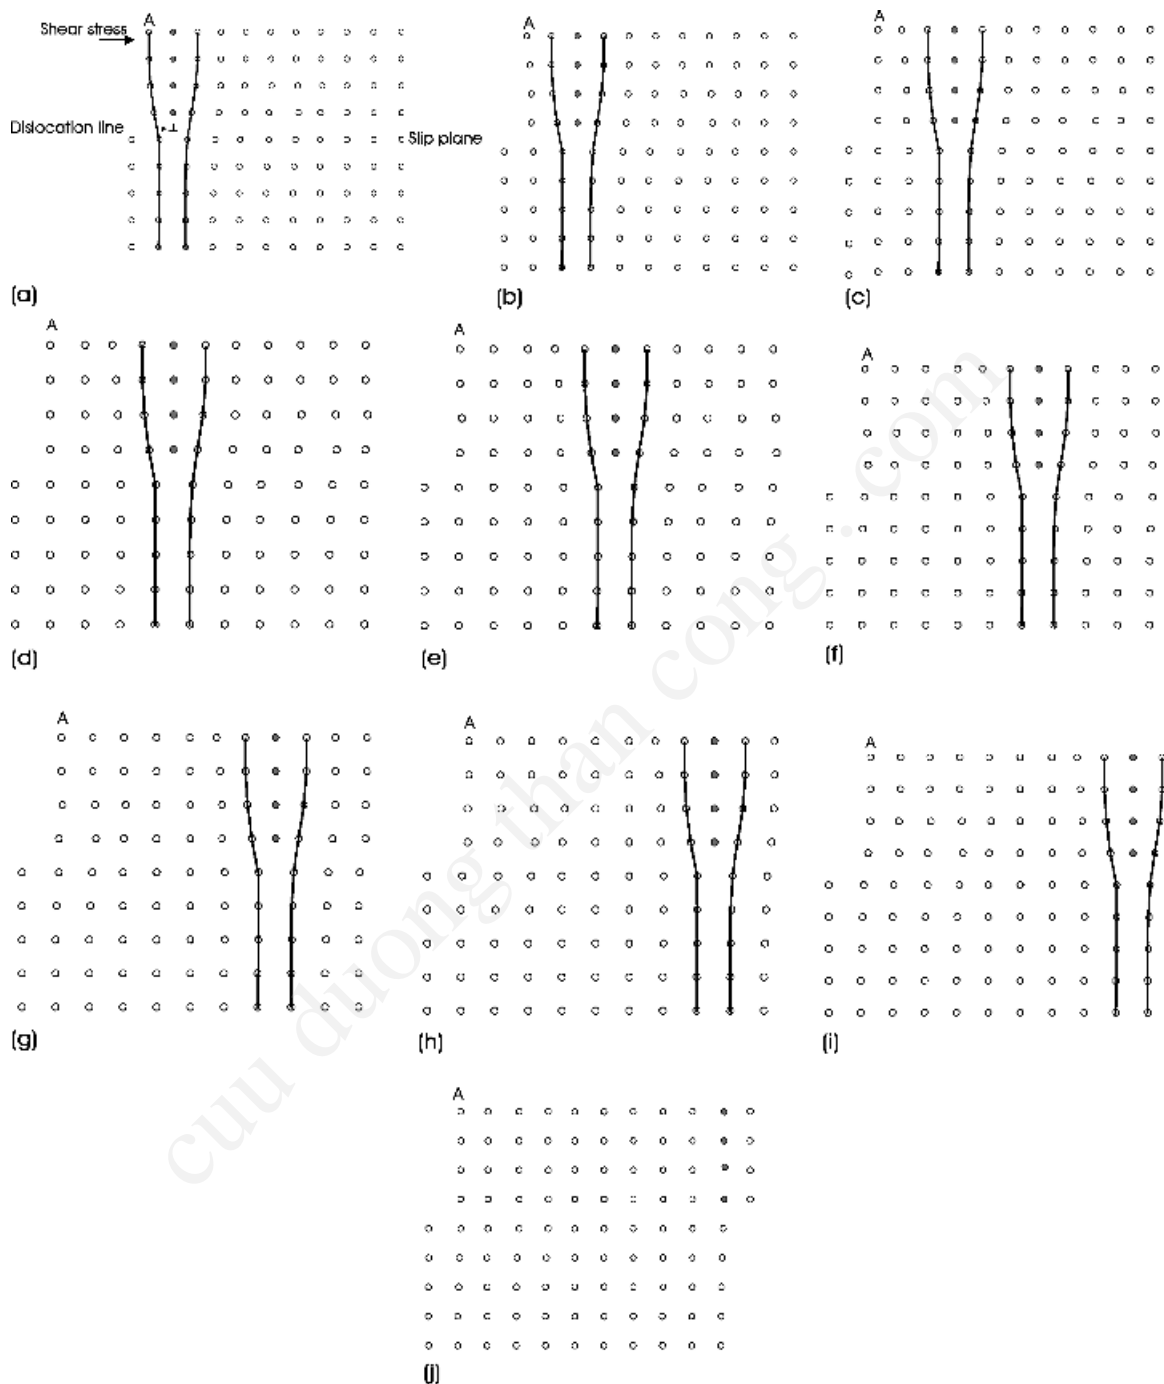 A
Shear stress
Dislocation line
Slip plane
(a)
A
(b)
A
(c)
A
(d)
A
(e)
A
(f)
A
(g)
A
(h)
A
(i)
A
(j)
cuu duong than cong . com